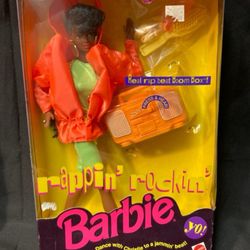 Real rap beat Boom Box!
rappin' rockin'
Barbie
YO!
Dance with Christie to a jammin' beat!